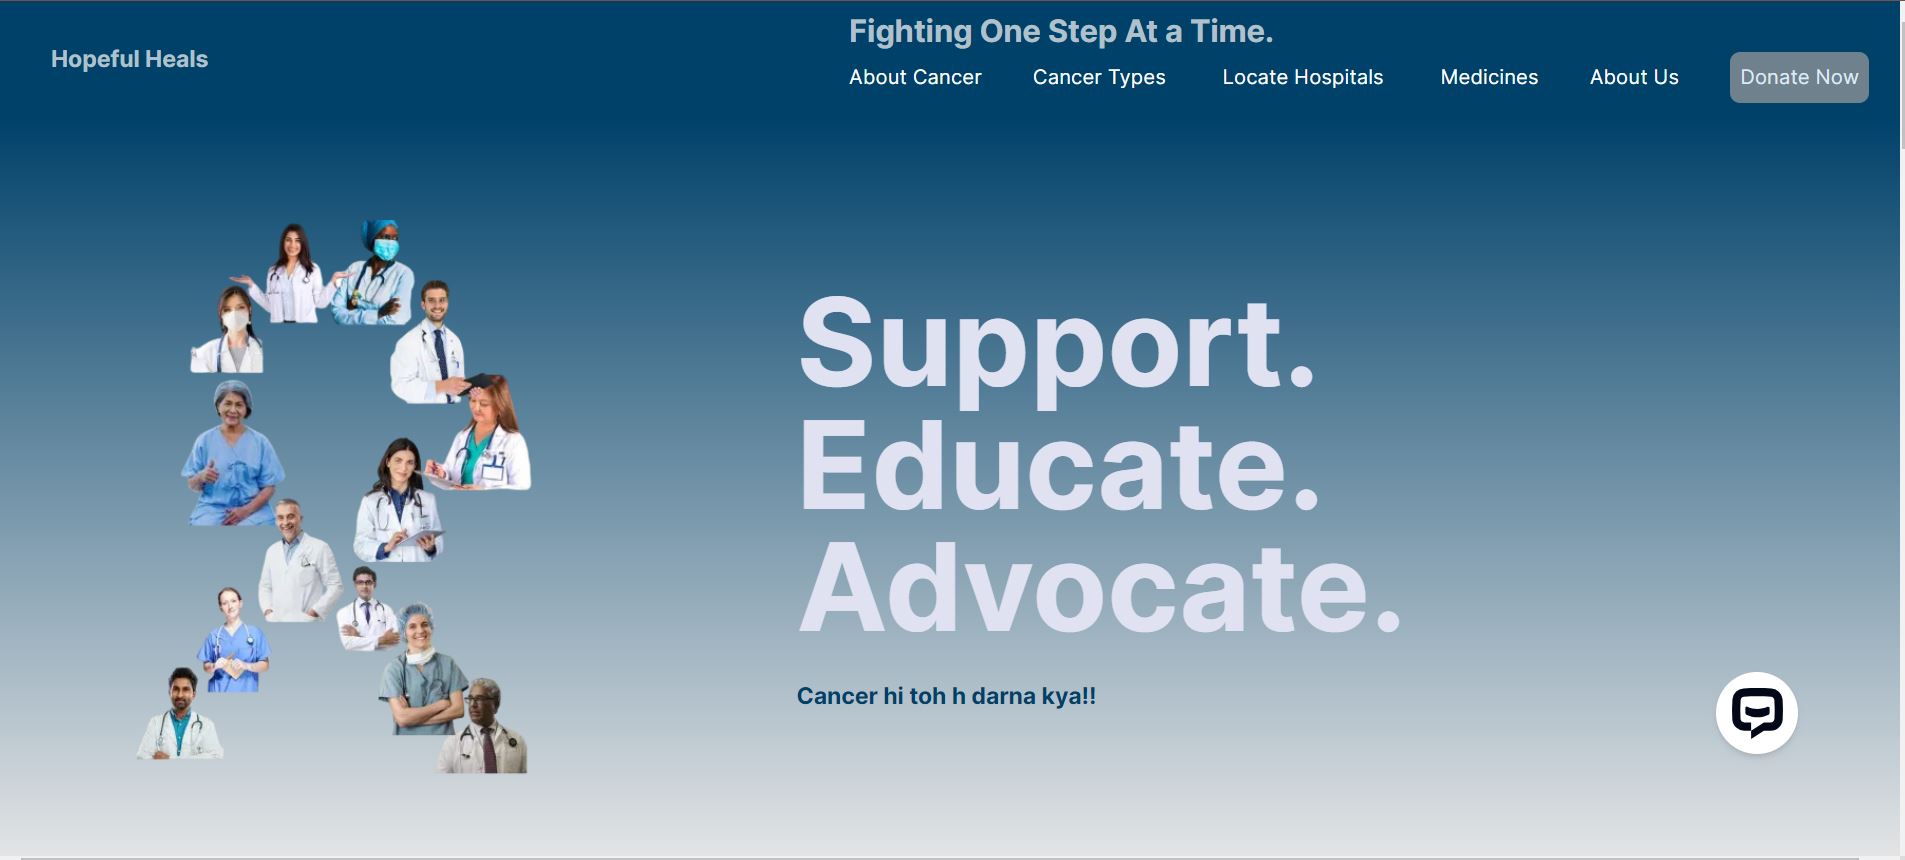 Fighting One Step At a Time.
Hopeful Heals
About Cancer Cancer Types Locate Hospitals Medicines About Us Donate Now
Support.
Educate.
Advocate.
Cancer hi toh h darna kya!!